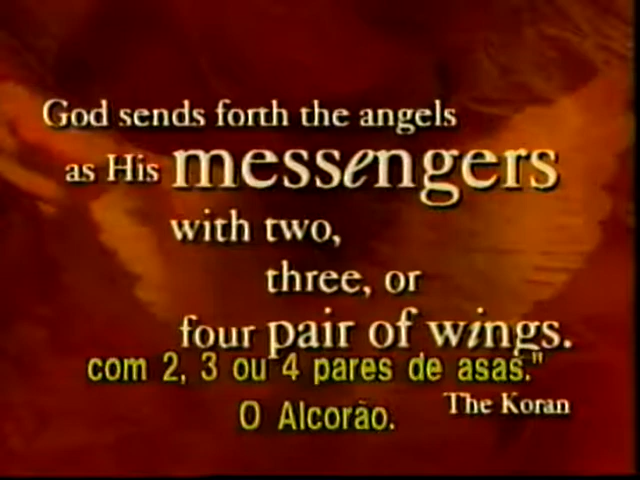 God sends forth the angels
as His messengers
with two,
three, or
four pair of wings.
com 2, 3 ou 4 pares de asas."
The Koran
O Alcorão.